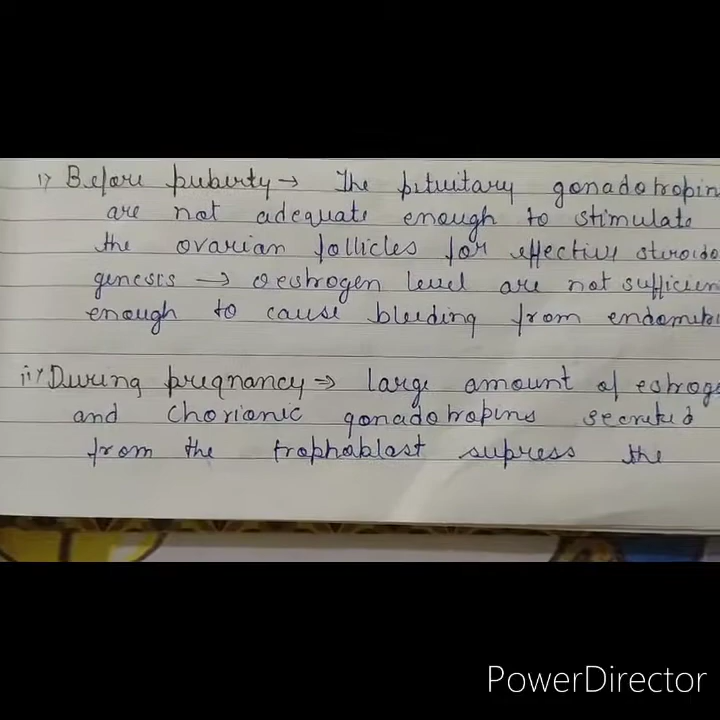 i) Before puberty → The pituitary gonadotropin
are not adequate enough to stimulate
the ovarian follicles for effective steroido
genesis → oestrogen level are not sufficien
enough to cause bleeding from endomet
ii) During pregnancy ⇒ large amount of estroge
and chorionic gonadotropins secreted
from the trophoblast supress the
PowerDirector